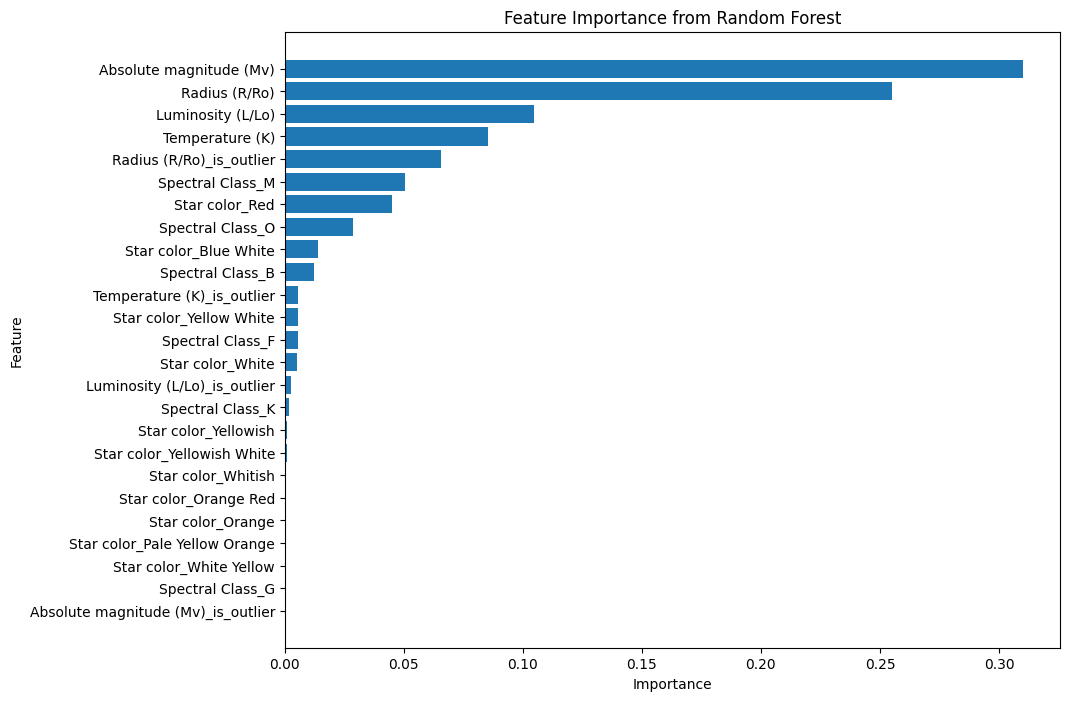 Feature Importance from Random Forest
Absolute magnitude (Mv)
Radius (R/Ro)
Luminosity (L/Lo)
Temperature (K)
Radius (R/Ro)_is_outlier
Spectral Class_M
Star color_Red
Spectral Class_O
Star color_Blue White
Spectral Class_B
Temperature (K)_is_outlier
Star color_Yellow White
Spectral Class_F
Star color_White
Luminosity (L/Lo)_is_outlier
Spectral Class_K
Star color_Yellowish
Star color_Yellowish White
Star color_Whitish
Star color_Orange Red
Star color_Orange
Star color_Pale Yellow Orange
Star color_White Yellow
Spectral Class_G
Absolute magnitude (Mv)_is_outlier
Feature
0.00 0.05 0.10 0.15 0.20 0.25 0.30
Importance